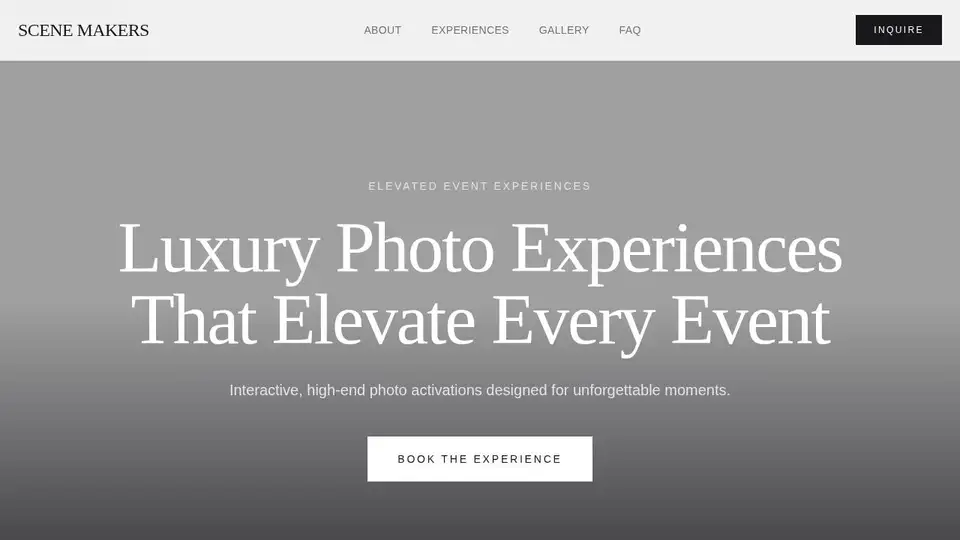 SCENE MAKERS
ABOUT
EXPERIENCES
GALLERY
FAQ
INQUIRE
ELEVATED EVENT EXPERIENCES
Luxury Photo Experiences
That Elevate Every Event
Interactive, high-end photo activations designed for unforgettable moments.
BOOK THE EXPERIENCE